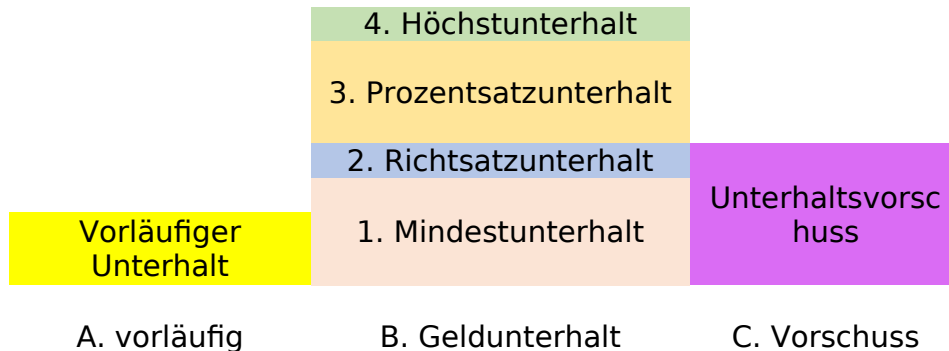 4. Höchstunterhalt
3. Prozentsatzunterhalt
2. Richtsatzunterhalt
1. Mindestunterhalt
Vorläufiger
Unterhalt
Unterhaltsvorsc
huss
A. vorläufig
B. Geldunterhalt
C. Vorschuss